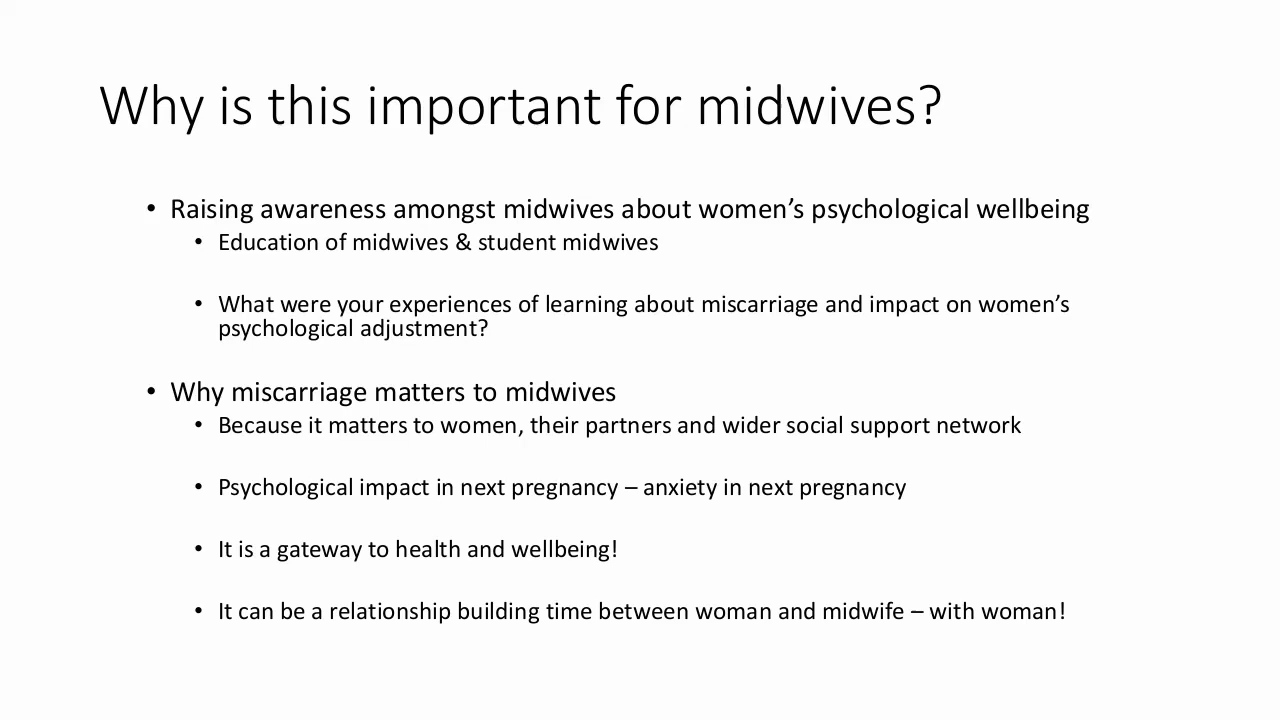 Why is this important for midwives?
• Raising awareness amongst midwives about women’s psychological wellbeing
• Education of midwives & student midwives
• What were your experiences of learning about miscarriage and impact on women’s
psychological adjustment?
• Why miscarriage matters to midwives
• Because it matters to women, their partners and wider social support network
• Psychological impact in next pregnancy – anxiety in next pregnancy
• It is a gateway to health and wellbeing!
• It can be a relationship building time between woman and midwife – with woman!